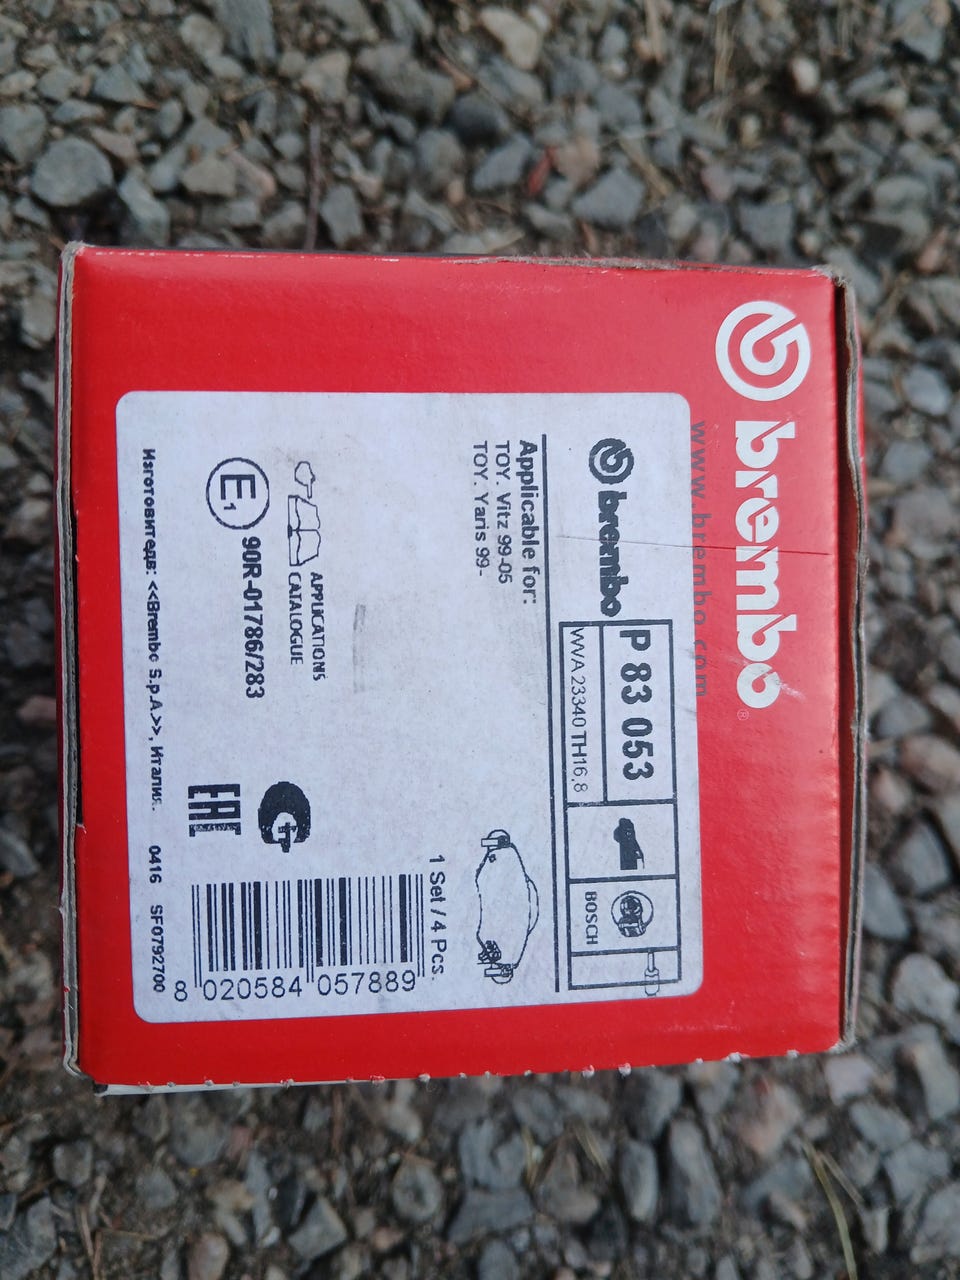 brembo®
www.brembo.com
brembo
P 83 053
WVA 23340 TH16,8
BOSCH
Applicable for:
TOY. Vitz 99-05
TOY. Yaris 99-
1 Set / 4 Pcs.
APPLICATIONS
CATALOGUE
E1 90R-01786/283
EAC
8 020584 057889
Изготовитедв: <<Brembo S.p.A.>>, Италия. 0416 SF0792700